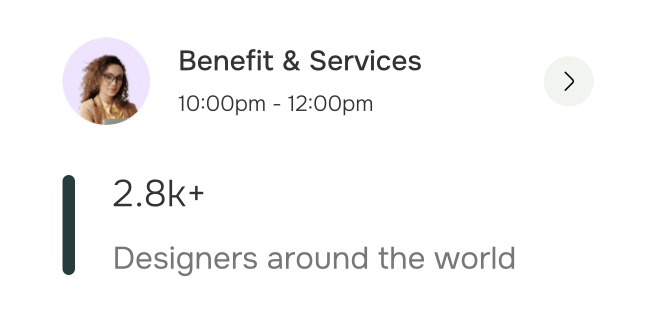 Benefit & Services
10:00pm - 12:00pm
2.8k+
Designers around the world